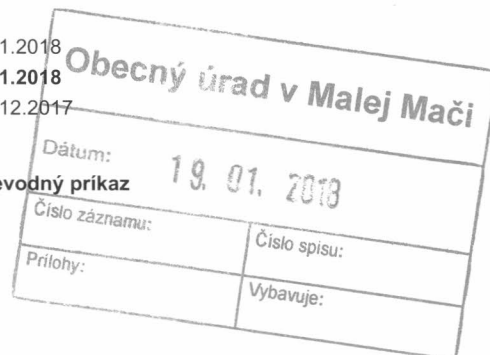 1.2018
1.2018
12.2017
Obecný úrad v Malej Mači
Dátum: 19. 01. 2018
evodný príkaz
Číslo záznamu:
Číslo spisu:
Prílohy:
Vybavuje: